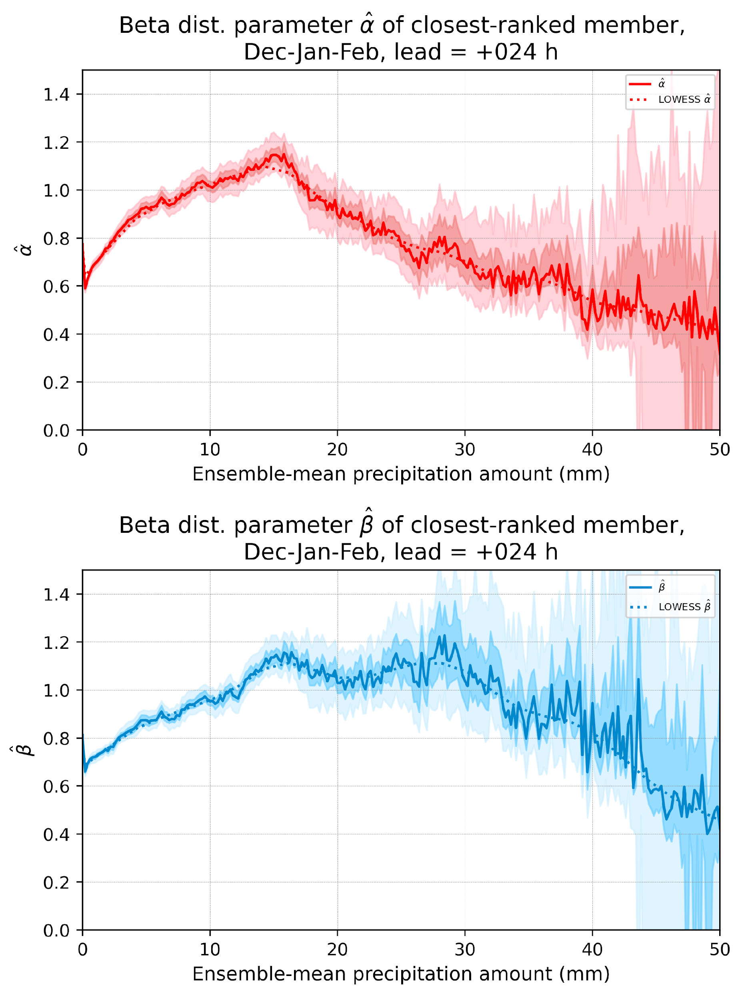 Beta dist. parameter α̂ of closest-ranked member,
Dec-Jan-Feb, lead = +024 h
α̂
LOWESS α̂
1.4
1.2
1.0
0.8
0.6
0.4
0.2
0.0
α̂
0 10 20 30 40 50
Ensemble-mean precipitation amount (mm)
Beta dist. parameter β̂ of closest-ranked member,
Dec-Jan-Feb, lead = +024 h
β̂
LOWESS β̂
1.4
1.2
1.0
0.8
0.6
0.4
0.2
0.0
β̂
0 10 20 30 40 50
Ensemble-mean precipitation amount (mm)